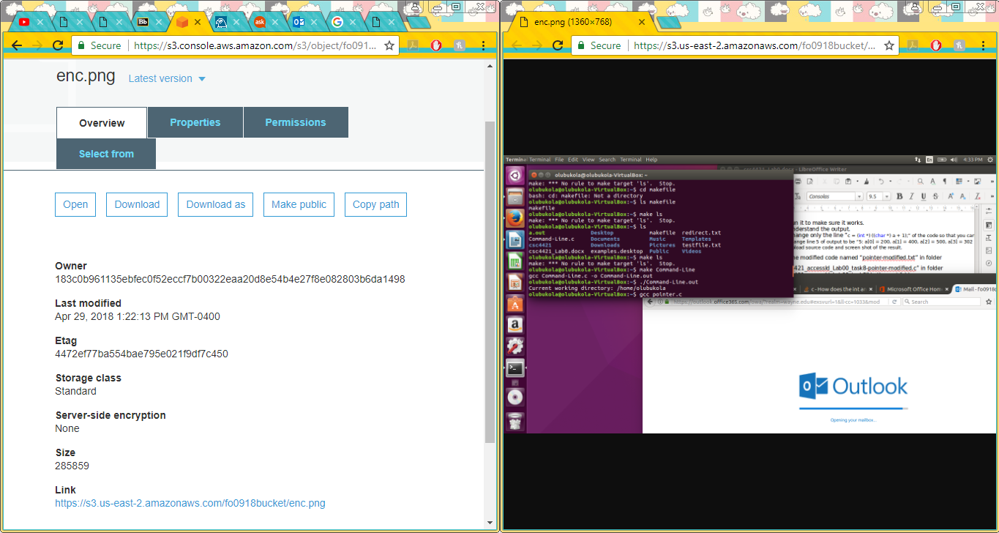 Bb
ask
Secure
https://s3.console.aws.amazon.com/s3/object/fo091...
enc.png
Latest version
Overview
Properties
Permissions
Select from
Open
Download
Download as
Make public
Copy path
Owner
183c0b961135ebfec0f52eccf7b00322eaa20d8e54b4e27f8e082803b6da1498
Last modified
Apr 29, 2018 1:22:13 PM GMT-0400
Etag
4472ef77ba554bae795e021f9df7c450
Storage class
Standard
Server-side encryption
None
Size
285859
Link
https://s3.us-east-2.amazonaws.com/fo0918bucket/enc.png
enc.png (1360×768)
Secure
https://s3.us-east-2.amazonaws.com/fo0918bucket/...
Termin Terminal File Edit View Search Terminal Help
En
4:33 PM
olubukola@olubukola-VirtualBox: ~
make: *** No rule to make target 'ls'. Stop.
olubukola@olubukola-VirtualBox:~$ cd makefile
bash: cd: makefile: Not a directory
olubukola@olubukola-VirtualBox:~$ ls makefile
makefile
olubukola@olubukola-VirtualBox:~$ make ls
make: *** No rule to make target 'ls'. Stop.
olubukola@olubukola-VirtualBox:~$ ls
a.out Desktop makefile redirect.txt
Command-Line.c Documents Music Templates
csc4421 Downloads Pictures testfile.txt
csc4421_Lab0.docx examples.desktop Public Videos
olubukola@olubukola-VirtualBox:~$ make ls
make: *** No rule to make target 'ls'. Stop.
olubukola@olubukola-VirtualBox:~$ make Command-Line
gcc Command-Line.c -o Command-Line.out
olubukola@olubukola-VirtualBox:~$ ./Command-Line.out
Current working directory: /home/olubukola
olubukola@olubukola-VirtualBox:~$ gcc pointer.c
csc4421_Lab0.docx - LibreOffice Writer
Consolas
9.5
n it to make sure it works.
derstand the output.
ange only the line "c = (int *) ((char *) a + 1);" of the code so that you can
nge line 5 of output to be "5: a[0] = 200, a[1] = 400, a[2] = 500, a[3] = 302
load source code and screen shot of the result.
e modified code named "pointer-modified.txt" in folder
421_accessid_Lab00_task8-pointer-modified.c" in folder
c - How does the int ar
Microsoft Office Home
Mail - fo0918@
https://outlook.office365.com/owa/?realm=wayne.edu&exsvurl=1&ll-cc=1033&mod
Search
Outlook
Opening your mailbox...